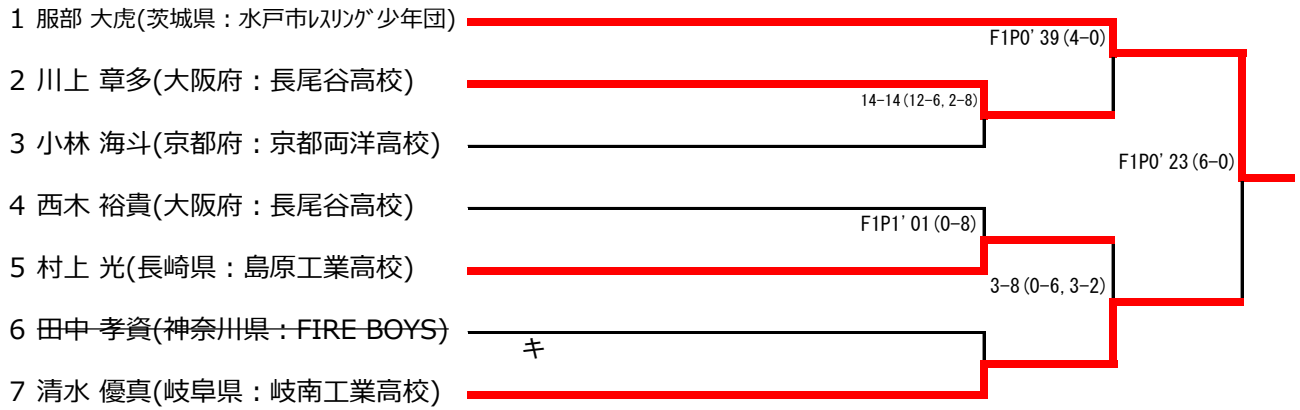 1 服部 大虎(茨城県：水戸市ﾚｽﾘﾝｸﾞ少年団)
F1P0'39(4-0)
2 川上 章多(大阪府：長尾谷高校)
14-14(12-6,2-8)
3 小林 海斗(京都府：京都両洋高校)
F1P0'23(6-0)
4 西木 裕貴(大阪府：長尾谷高校)
F1P1'01(0-8)
5 村上 光(長崎県：島原工業高校)
3-8(0-6,3-2)
6 田中 孝資(神奈川県：FIRE BOYS)
キ
7 清水 優真(岐阜県：岐南工業高校)